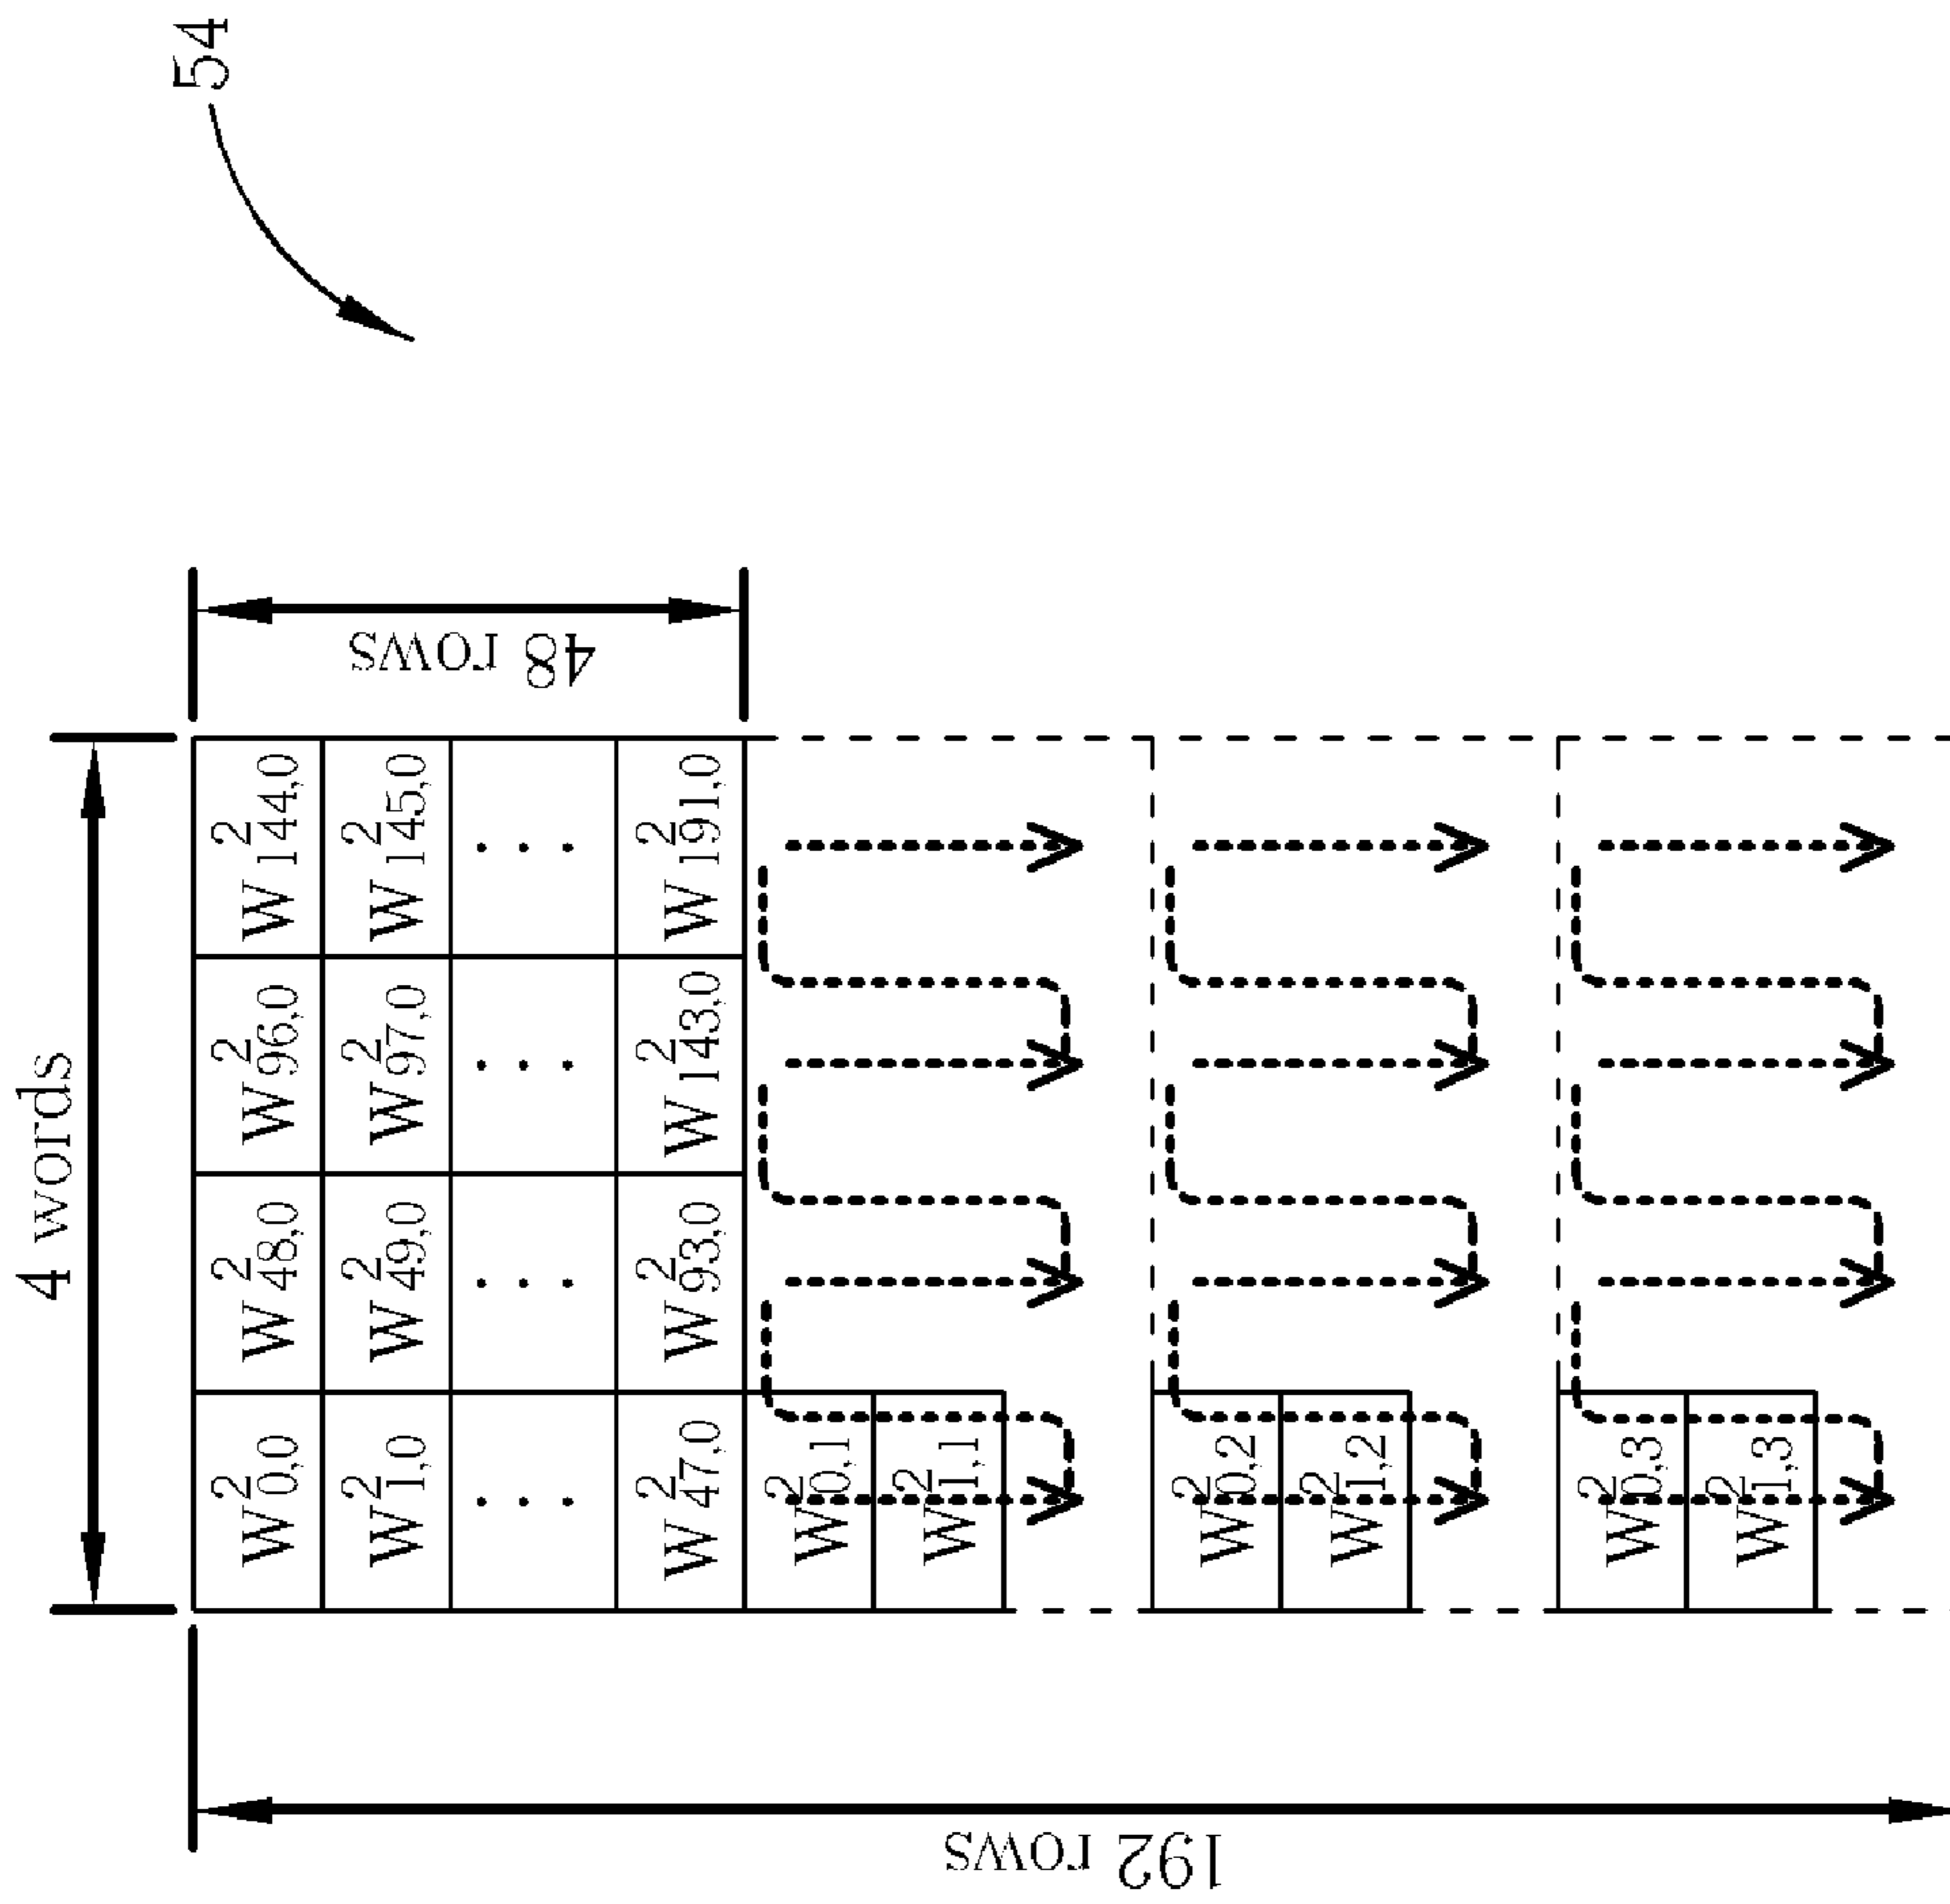 54
4 words
W²₀,₀ W²₄₈,₀ W²₉₆,₀ W²₁₄₄,₀
W²₁,₀ W²₄₉,₀ W²₉₇,₀ W²₁₄₅,₀
... ... ... ...
W²₄₇,₀ W²₉₃,₀ W²₁₄₃,₀ W²₁₉₁,₀
48 rows
W²₀,₁
W²₁,₁
W²₀,₂
W²₁,₂
W²₀,₃
W²₁,₃
192 rows